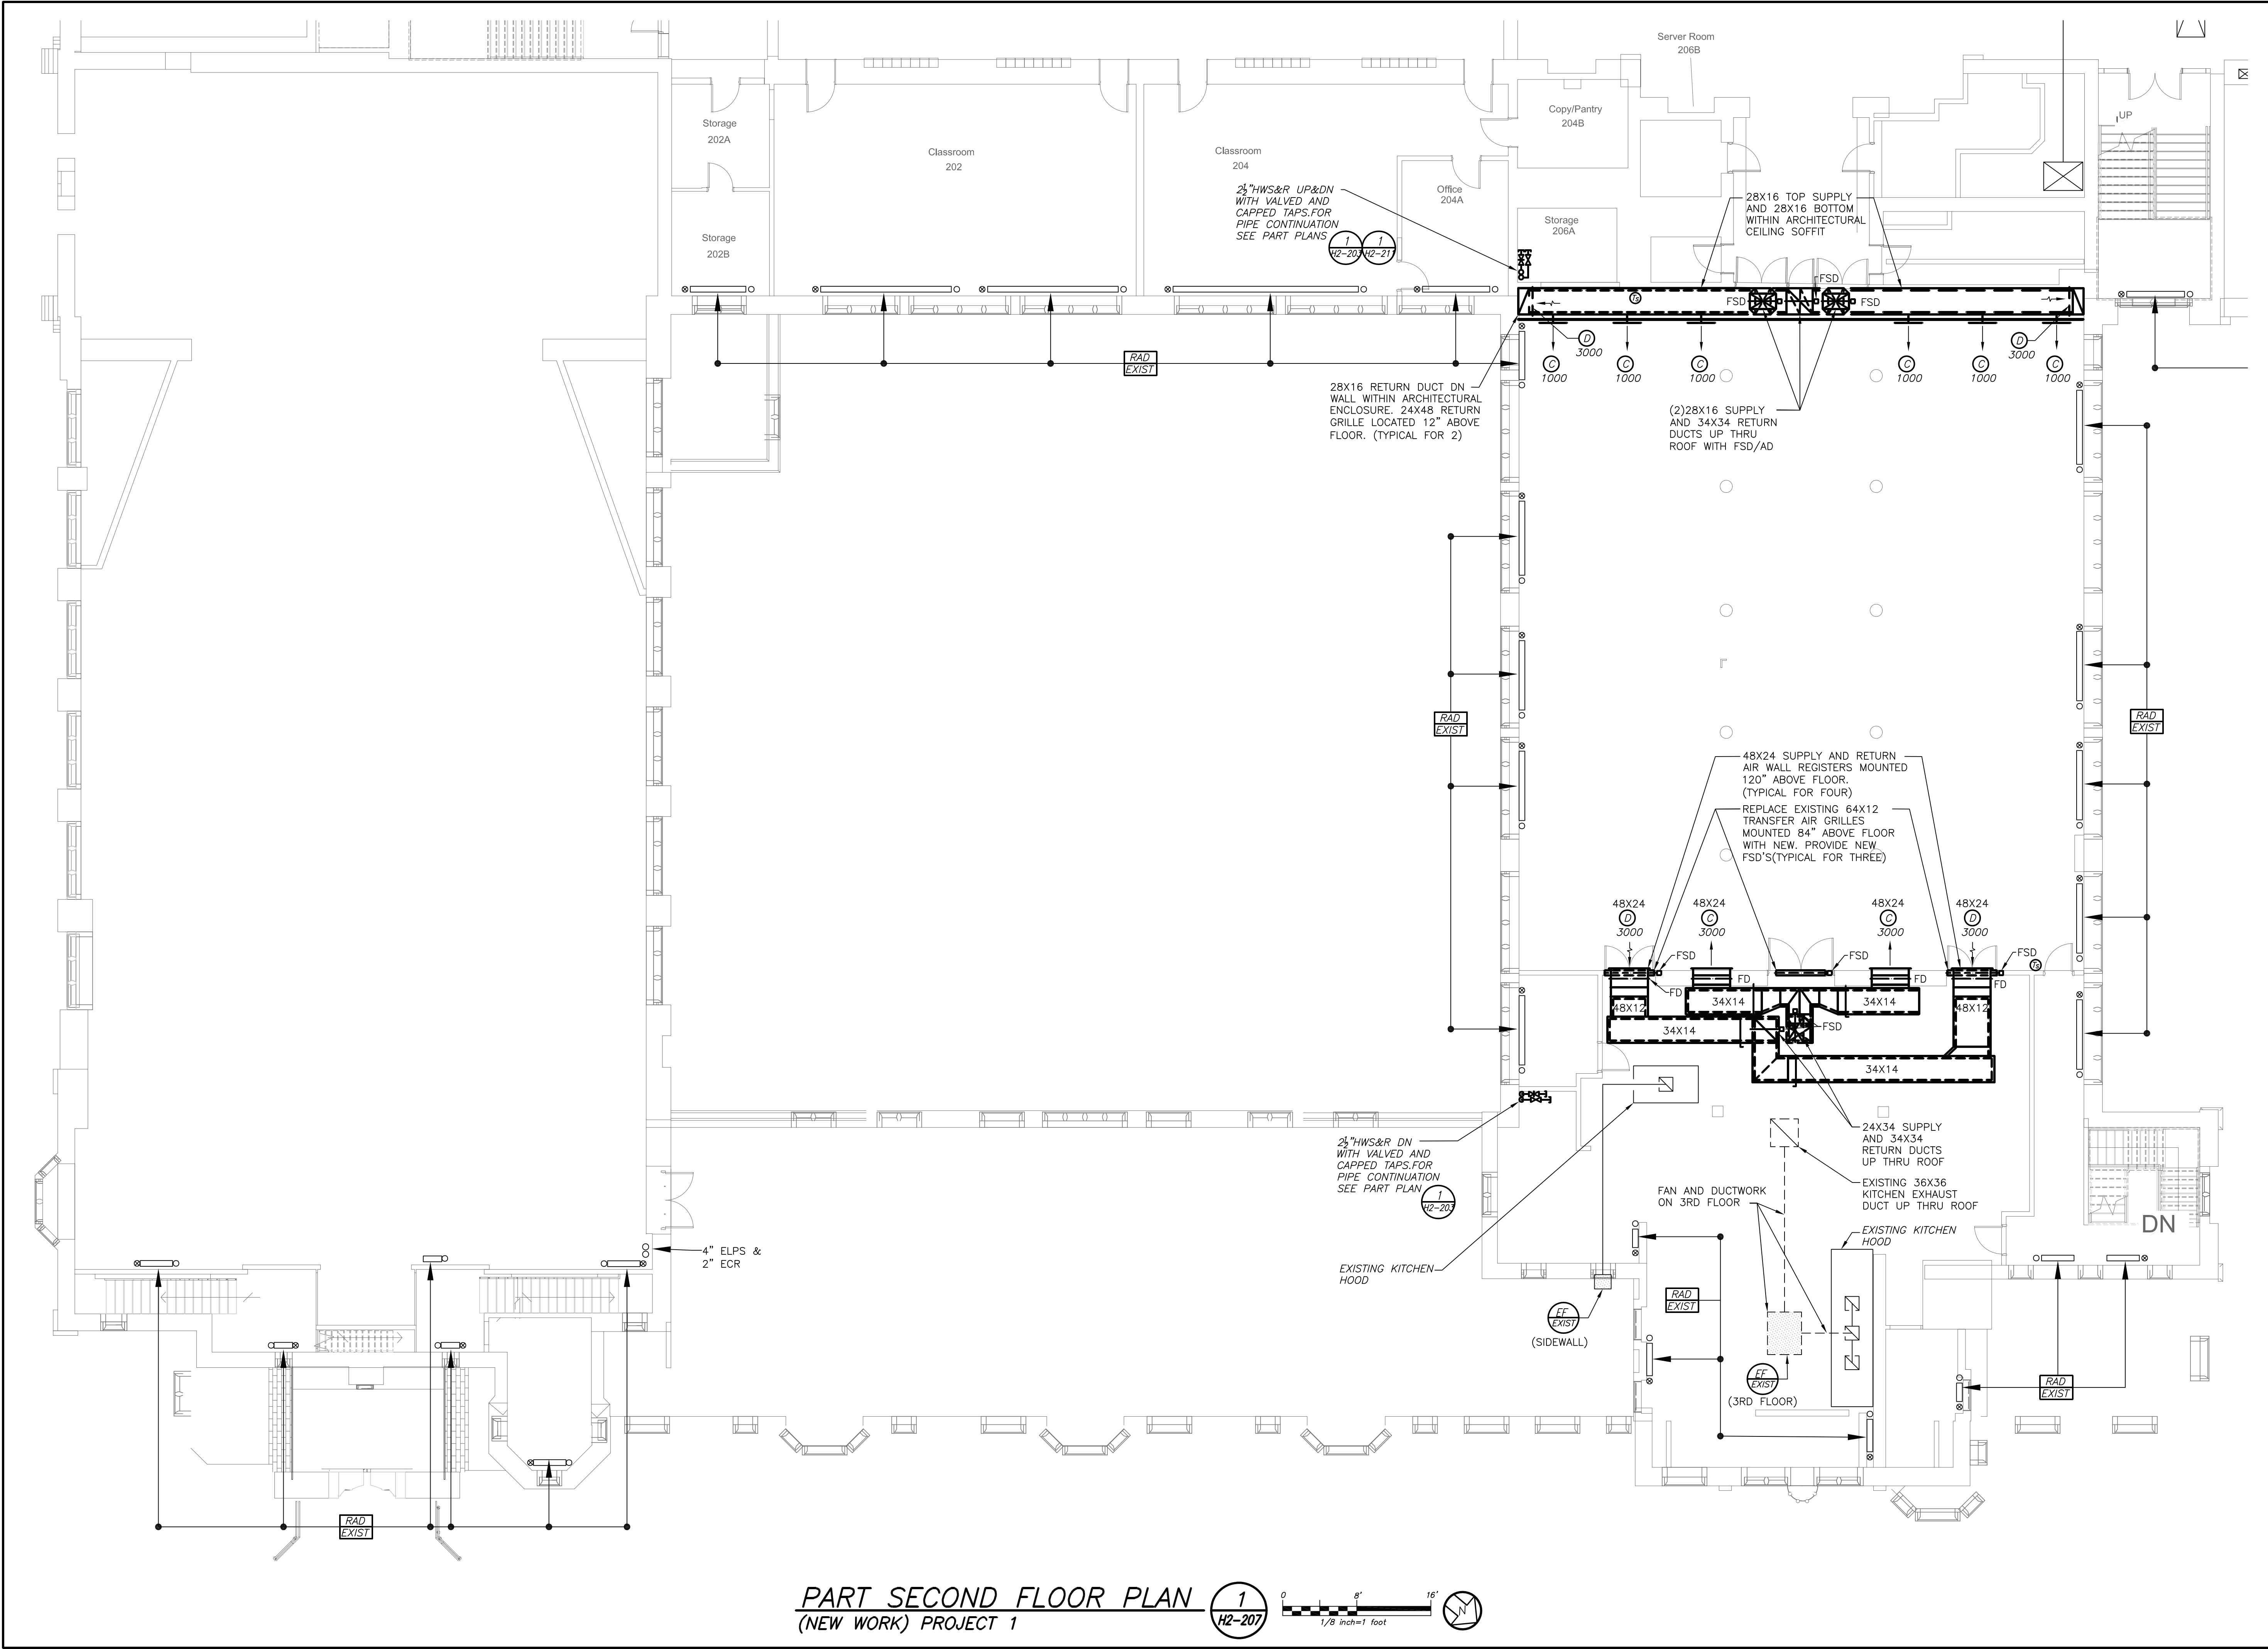 Server Room
206B
Storage
202A
Classroom
202
Classroom
204
Copy/Pantry
204B
UP
2½"HWS&R UP&DN
WITH VALVED AND
CAPPED TAPS.FOR
PIPE CONTINUATION
SEE PART PLANS
1
H2-203
1
H2-211
Office
204A
Storage
206A
28X16 TOP SUPPLY
AND 28X16 BOTTOM
WITHIN ARCHITECTURAL
CEILING SOFFIT
Storage
202B
FSD
FSD
FSD
TS
D
3000
D
3000
C
1000
C
1000
C
1000
C
1000
C
1000
C
1000
RAD
EXIST
28X16 RETURN DUCT DN
WALL WITHIN ARCHITECTURAL
ENCLOSURE. 24X48 RETURN
GRILLE LOCATED 12" ABOVE
FLOOR. (TYPICAL FOR 2)
(2)28X16 SUPPLY
AND 34X34 RETURN
DUCTS UP THRU
ROOF WITH FSD/AD
RAD
EXIST
RAD
EXIST
48X24 SUPPLY AND RETURN
AIR WALL REGISTERS MOUNTED
120" ABOVE FLOOR.
(TYPICAL FOR FOUR)
REPLACE EXISTING 64X12
TRANSFER AIR GRILLES
MOUNTED 84" ABOVE FLOOR
WITH NEW. PROVIDE NEW
FSD'S(TYPICAL FOR THREE)
48X24
D
3000
48X24
C
3000
48X24
C
3000
48X24
D
3000
FSD
FSD
FSD
TS
FD
FD
FD
FD
48X12
34X14
34X14
48X12
34X14
FSD
34X14
2½"HWS&R DN
WITH VALVED AND
CAPPED TAPS.FOR
PIPE CONTINUATION
SEE PART PLAN
1
H2-203
24X34 SUPPLY
AND 34X34
RETURN DUCTS
UP THRU ROOF
EXISTING 36X36
KITCHEN EXHAUST
DUCT UP THRU ROOF
FAN AND DUCTWORK
ON 3RD FLOOR
EXISTING KITCHEN
HOOD
DN
4" ELPS &
2" ECR
EXISTING KITCHEN
HOOD
EF
EXIST
(SIDEWALL)
RAD
EXIST
EF
EXIST
(3RD FLOOR)
RAD
EXIST
RAD
EXIST
PART SECOND FLOOR PLAN
(NEW WORK) PROJECT 1
1
H2-207
0 8' 16'
1/8 inch=1 foot
N